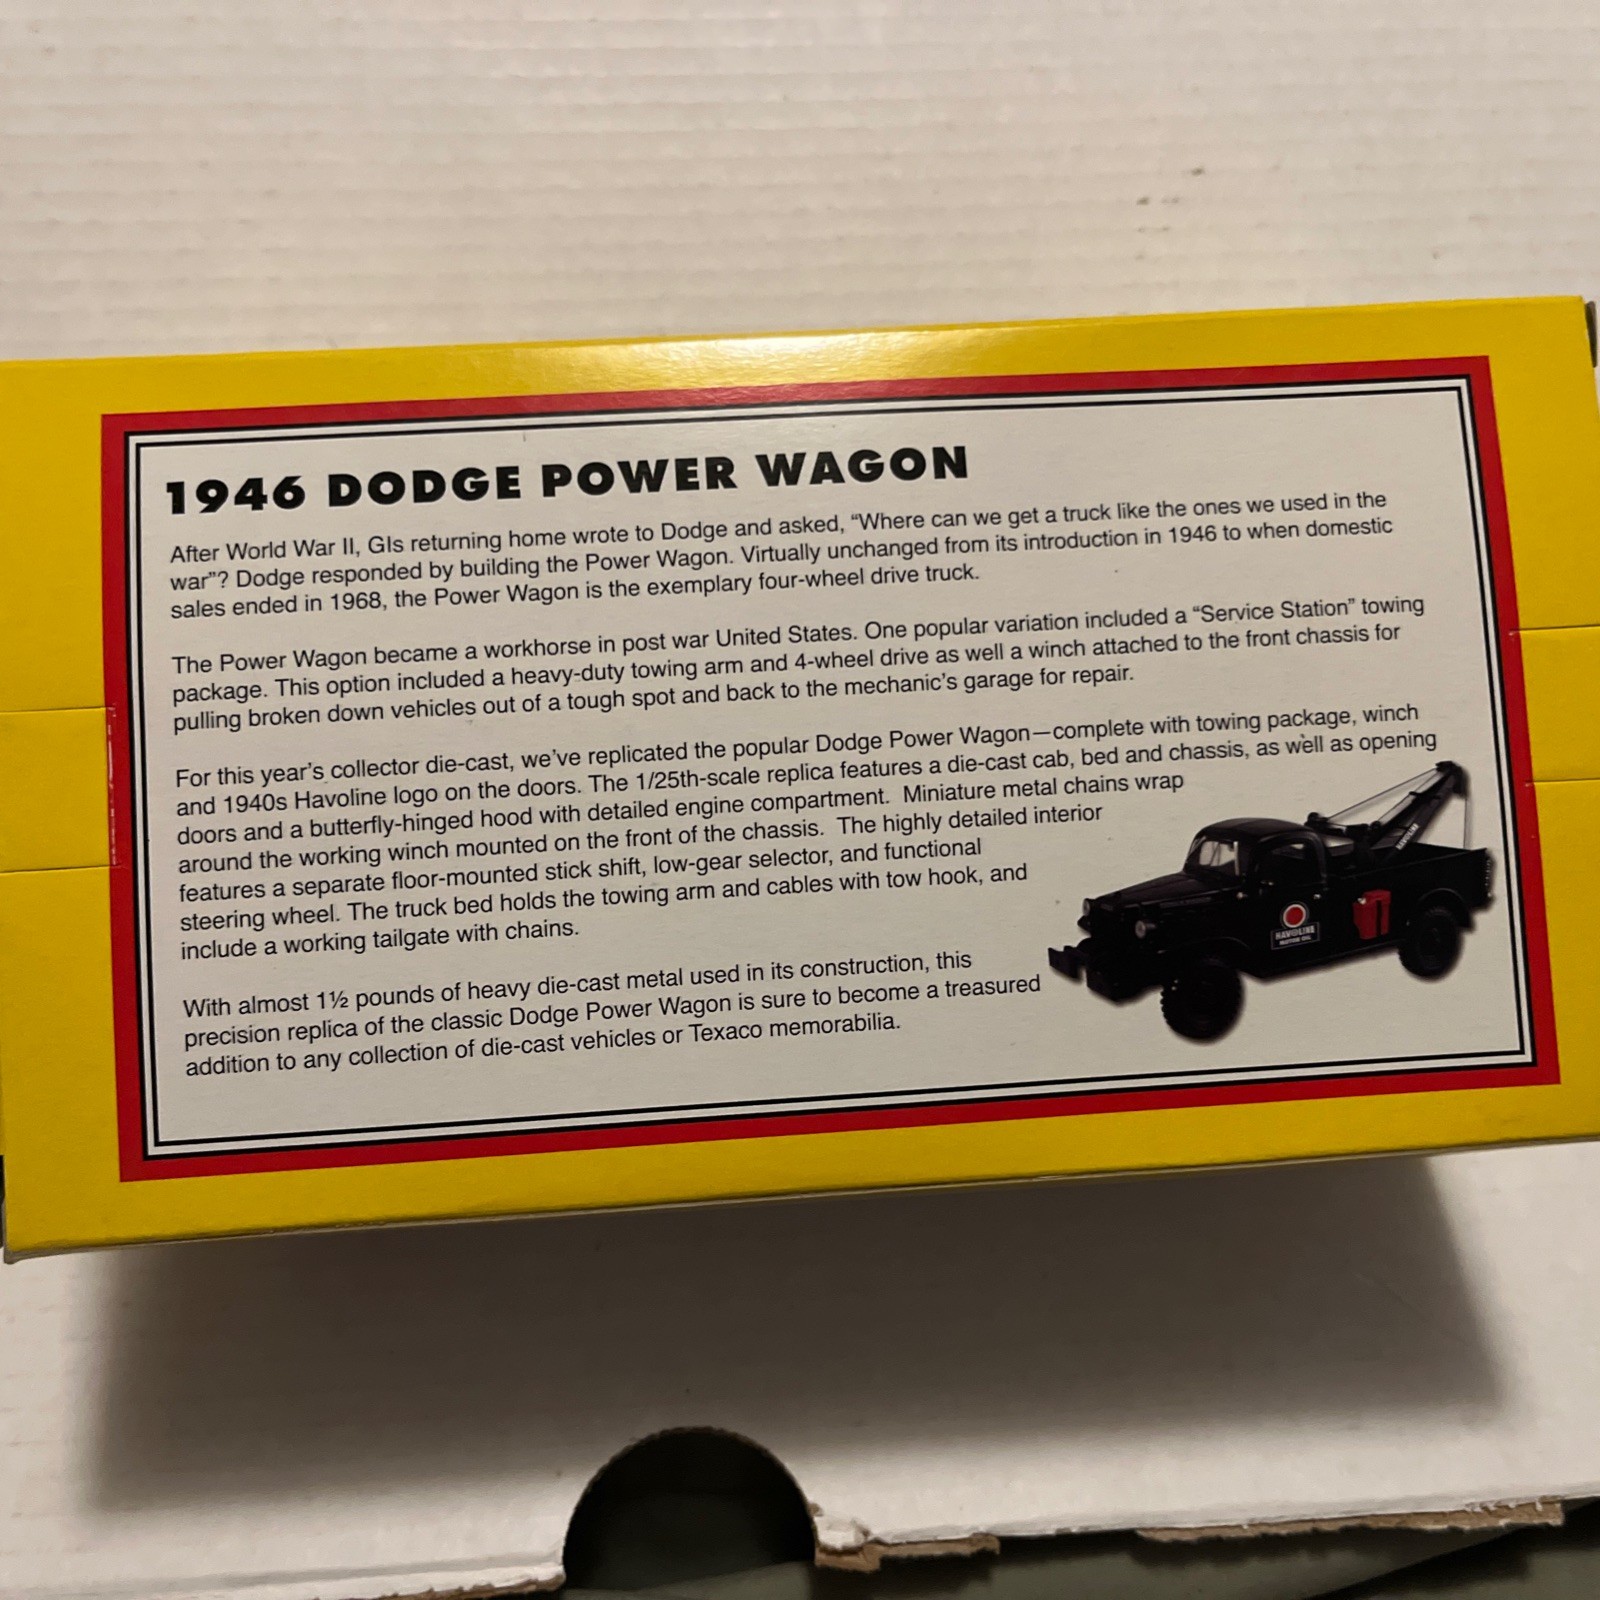 1946 DODGE POWER WAGON
After World War II, GIs returning home wrote to Dodge and asked, “Where can we get a truck like the ones we used in the
war”? Dodge responded by building the Power Wagon. Virtually unchanged from its introduction in 1946 to when domestic
sales ended in 1968, the Power Wagon is the exemplary four-wheel drive truck.
The Power Wagon became a workhorse in post war United States. One popular variation included a “Service Station” towing
package. This option included a heavy-duty towing arm and 4-wheel drive as well a winch attached to the front chassis for
pulling broken down vehicles out of a tough spot and back to the mechanic’s garage for repair.
For this year’s collector die-cast, we’ve replicated the popular Dodge Power Wagon—complete with towing package, winch
and 1940s Havoline logo on the doors. The 1/25th-scale replica features a die-cast cab, bed and chassis, as well as opening
doors and a butterfly-hinged hood with detailed engine compartment. Miniature metal chains wrap
around the working winch mounted on the front of the chassis. The highly detailed interior
features a separate floor-mounted stick shift, low-gear selector, and functional
steering wheel. The truck bed holds the towing arm and cables with tow hook, and
include a working tailgate with chains.
With almost 1½ pounds of heavy die-cast metal used in its construction, this
precision replica of the classic Dodge Power Wagon is sure to become a treasured
addition to any collection of die-cast vehicles or Texaco memorabilia.
HAVOLINE
MOTOR OIL
HAVOLINE